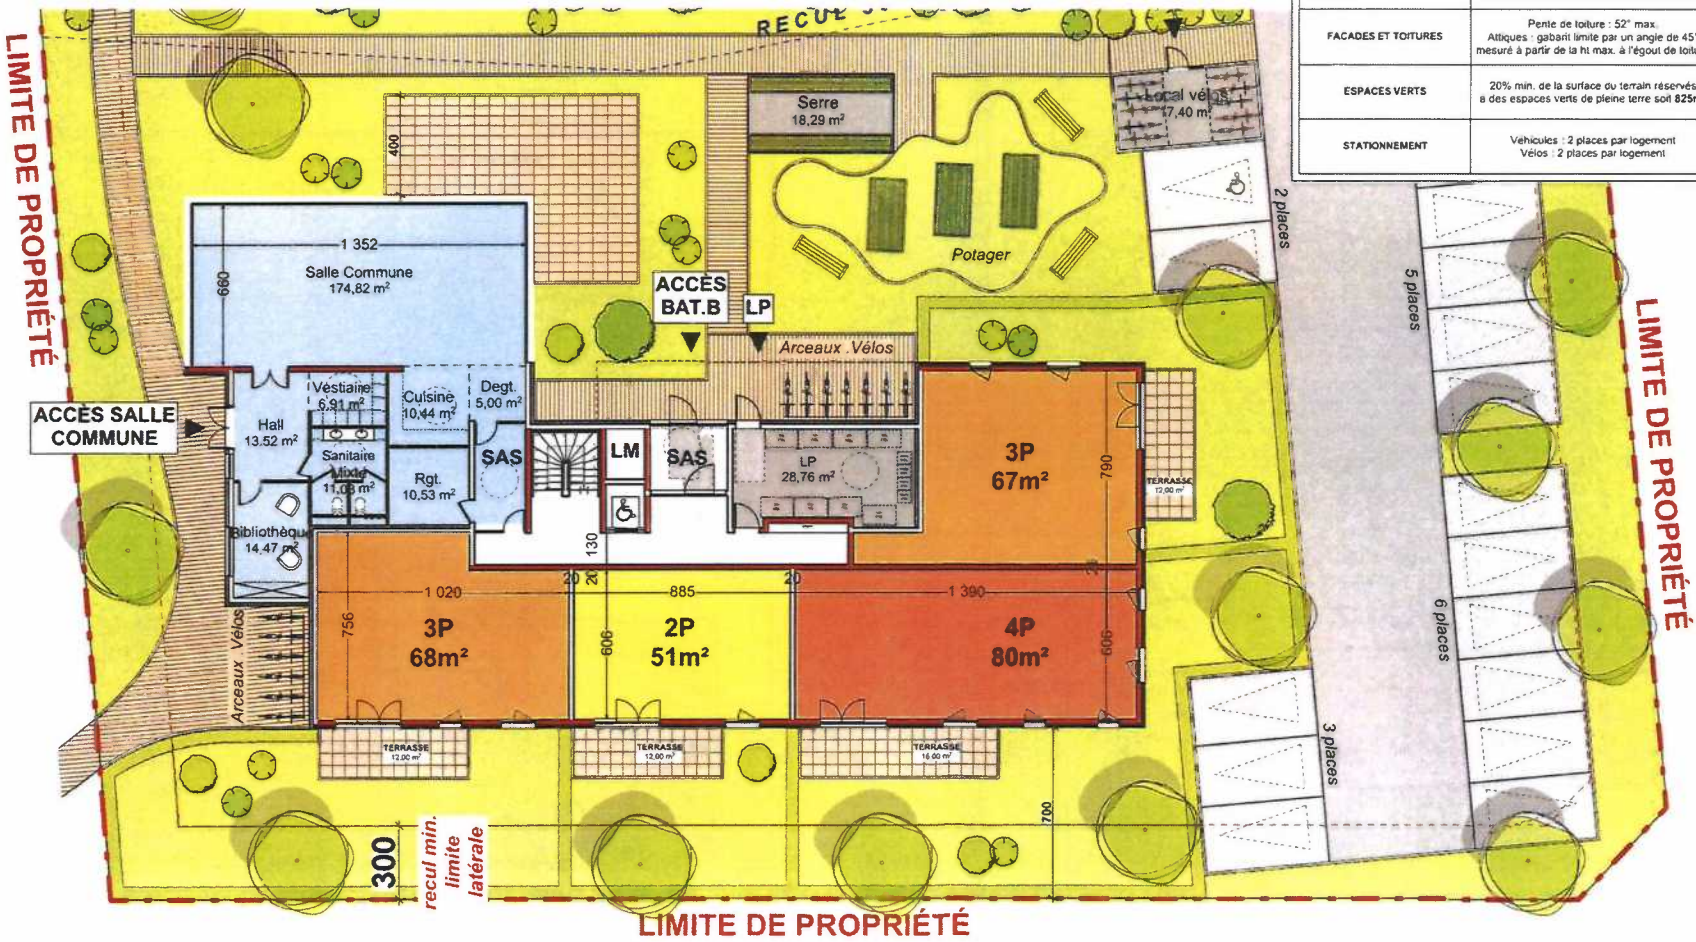 RECUL
FACADES ET TOITURES
Pente de toiture : 52° max.
Attiques : gabarit limite par un angle de 45°
mesuré à partir de la ht max. à l'égout de
ESPACES VERTS
20% min. de la surface du terrain réservés
à des espaces verts de pleine terre soit
STATIONNEMENT
Véhicules : 2 places par logement
Vélos : 2 places par logement
LIMITE DE PROPRIÉTÉ
Serre
18,29 m²
Local vélos
7,40 m²
400
2 places
Potager
1 352
660
Salle Commune
174,82 m²
ACCÈS
BAT.B
LP
5 places
LIMITE DE PROPRIÉTÉ
Arceaux Vélos
ACCÈS SALLE
COMMUNE
Hall
13.52 m²
Vestiaire
6,91 m²
Cuisine
10,44 m²
Degt.
5,00 m²
Sanitaire
Mixte
11,03 m²
Rgt.
10,53 m²
SAS
LM
SAS
LP
28,76 m²
3P
67m²
790
TERRASSE
12,00 m²
Bibliothèque
14,47 m²
130
20
20
20
1 020
885
1 390
756
606
606
3P
68m²
2P
51m²
4P
80m²
6 places
Arceaux Vélos
TERRASSE
12,00 m²
TERRASSE
12,00 m²
TERRASSE
16 00 m²
3 places
700
300
recul min.
limite
latérale
LIMITE DE PROPRIÉTÉ